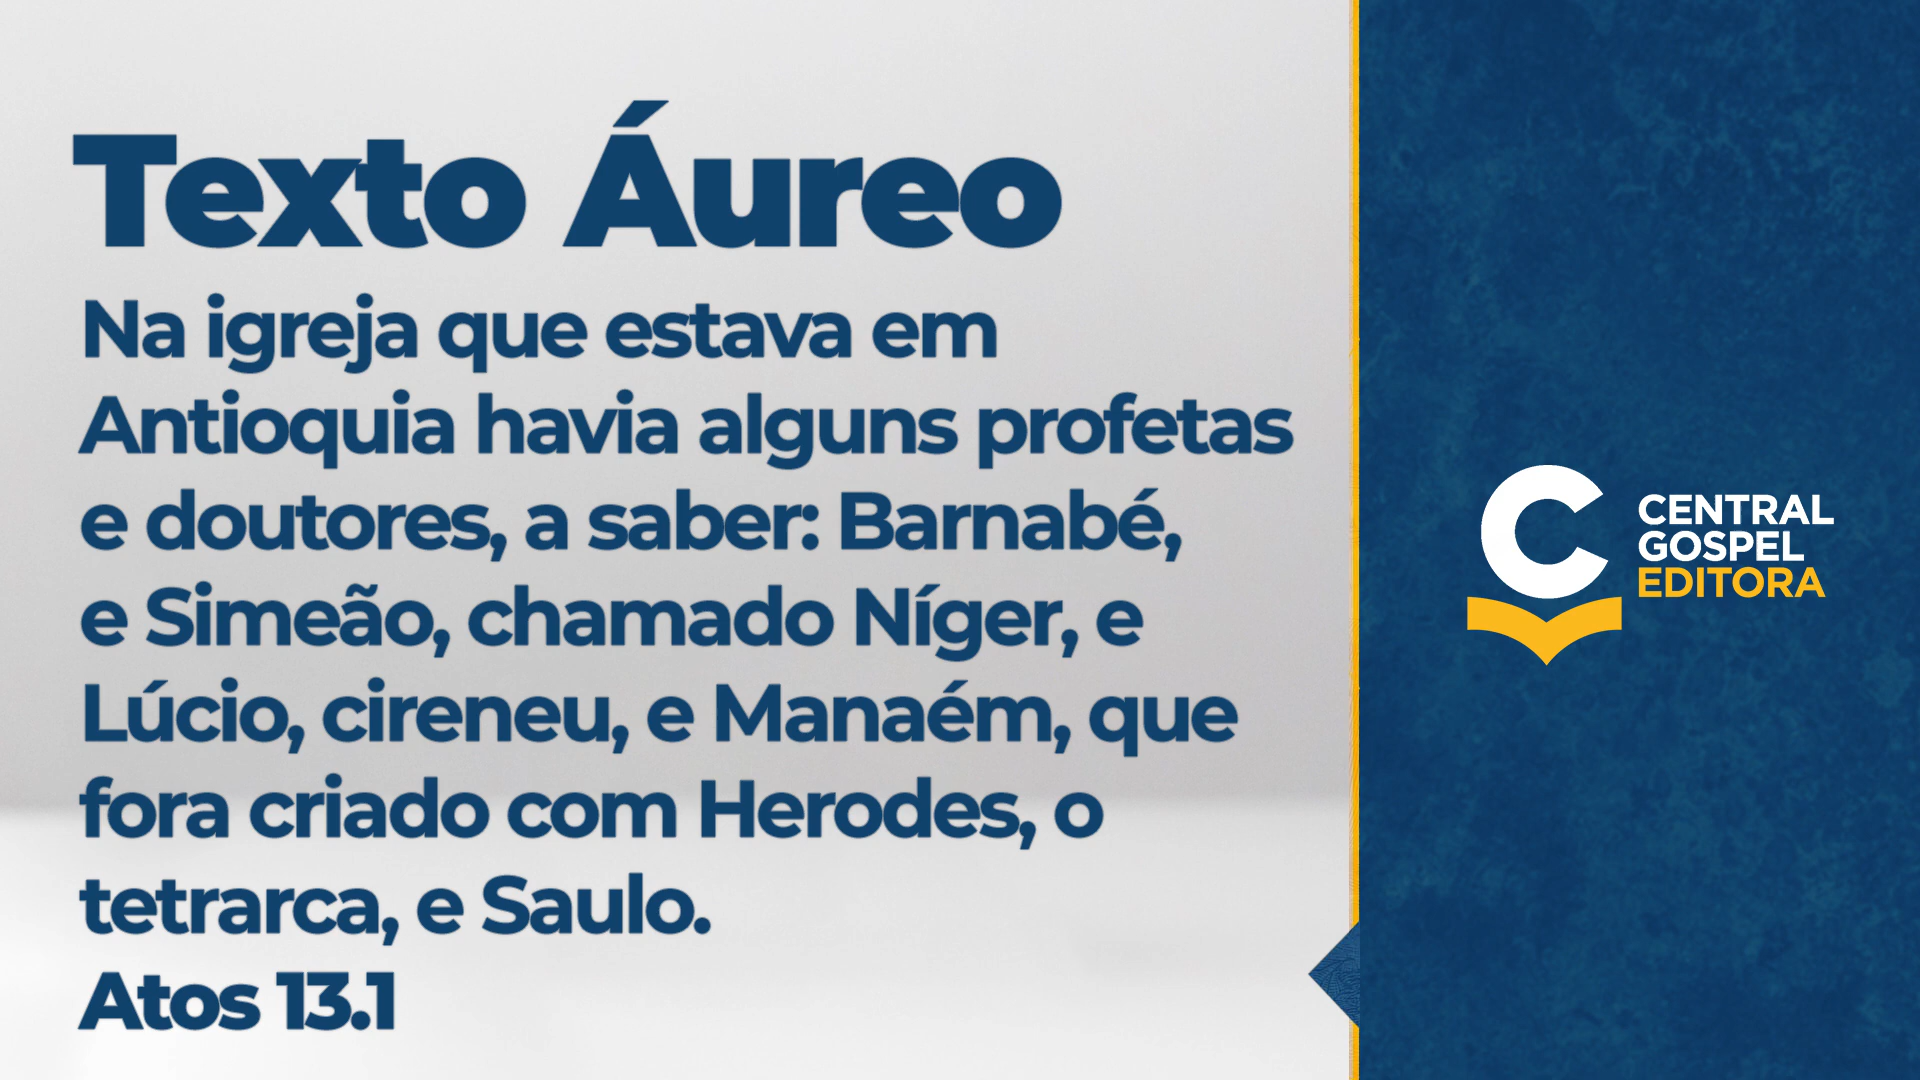 Texto Áureo
Na igreja que estava em
Antioquia havia alguns profetas
e doutores, a saber: Barnabé,
e Simeão, chamado Níger, e
Lúcio, cireneu, e Manaém, que
fora criado com Herodes, o
tetrarca, e Saulo.
Atos 13.1
CENTRAL
GOSPEL
EDITORA